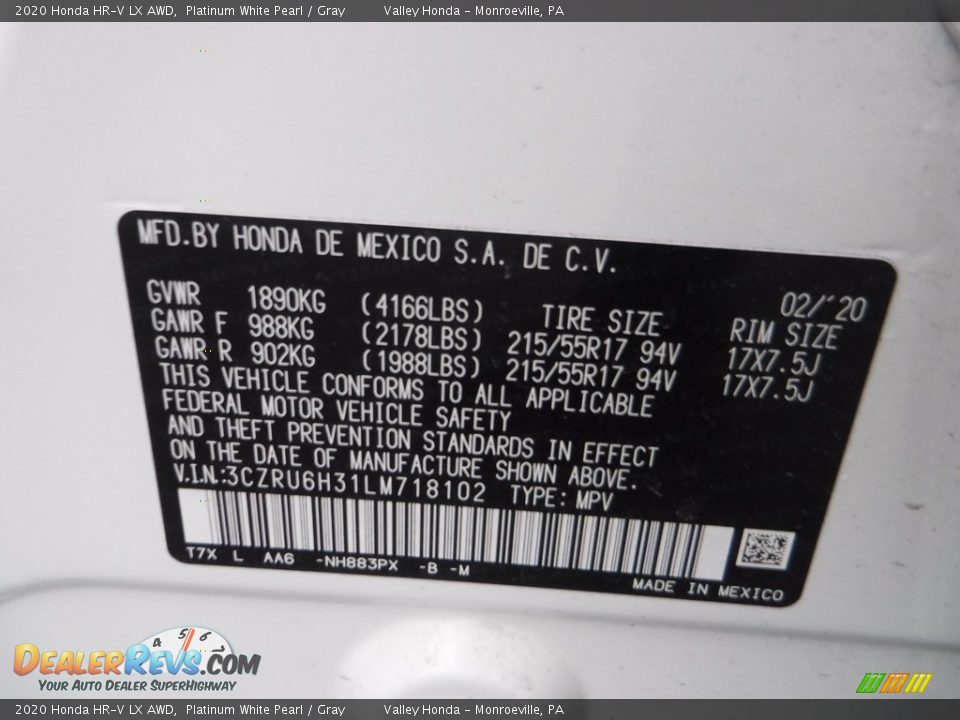 2020 Honda HR-V LX AWD, Platinum White Pearl / Gray Valley Honda - Monroeville, PA
MFD.BY HONDA DE MEXICO S.A. DE C.V.
02/'20
GVWR 1890KG (4166LBS) TIRE SIZE RIM SIZE
GAWR F 988KG (2178LBS) 215/55R17 94V 17X7.5J
GAWR R 902KG (1988LBS) 215/55R17 94V 17X7.5J
THIS VEHICLE CONFORMS TO ALL APPLICABLE
FEDERAL MOTOR VEHICLE SAFETY
AND THEFT PREVENTION STANDARDS IN EFFECT
ON THE DATE OF MANUFACTURE SHOWN ABOVE.
V.I.N:3CZRU6H31LM718102 TYPE: MPV
T7X L AA6 -NH883PX -B -M
MADE IN MEXICO
4 5 6 7
DEALERREVS.COM
YOUR AUTO DEALER SUPERHIGHWAY
2020 Honda HR-V LX AWD, Platinum White Pearl / Gray Valley Honda - Monroeville, PA